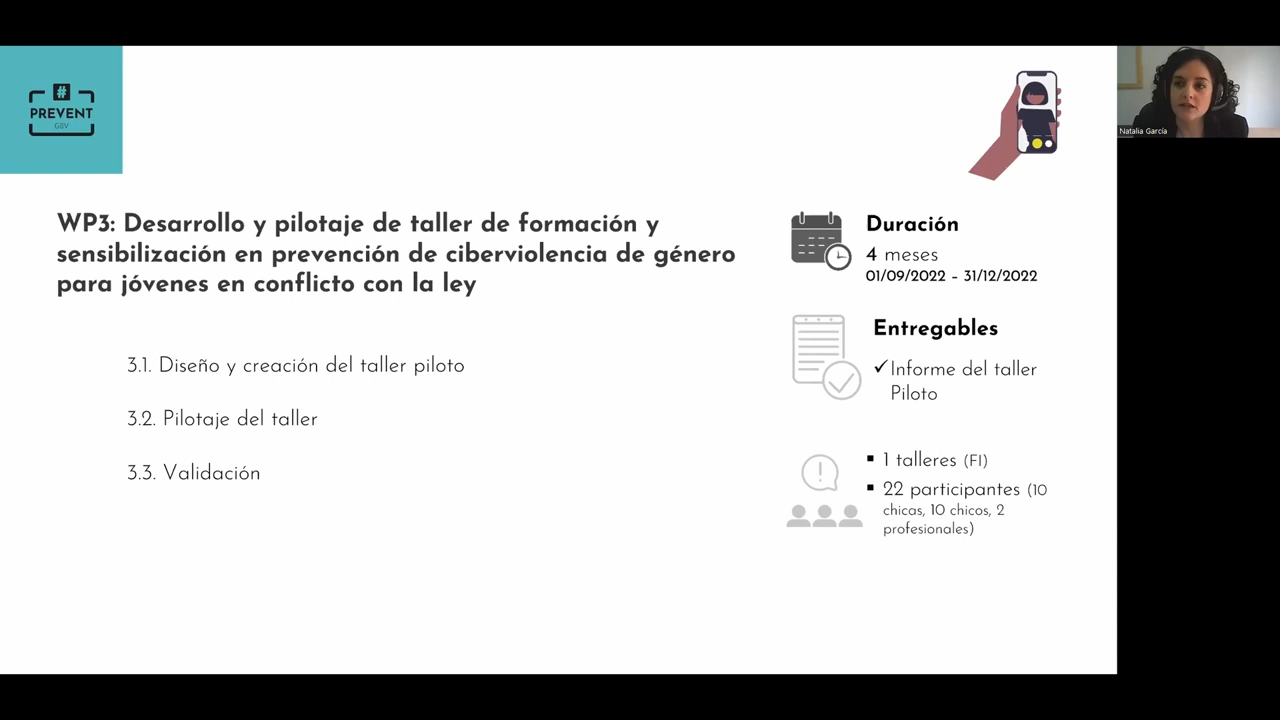 #
PREVENT
GBV
Natalia García
WP3: Desarrollo y pilotaje de taller de formación y
sensibilización en prevención de ciberviolencia de género
para jóvenes en conflicto con la ley
3.1. Diseño y creación del taller piloto
3.2. Pilotaje del taller
3.3. Validación
Duración
4 meses
01/09/2022 – 31/12/2022
Entregables
✓Informe del taller
Piloto
▪ 1 talleres (FI)
▪ 22 participantes (10
chicas, 10 chicos, 2
profesionales)